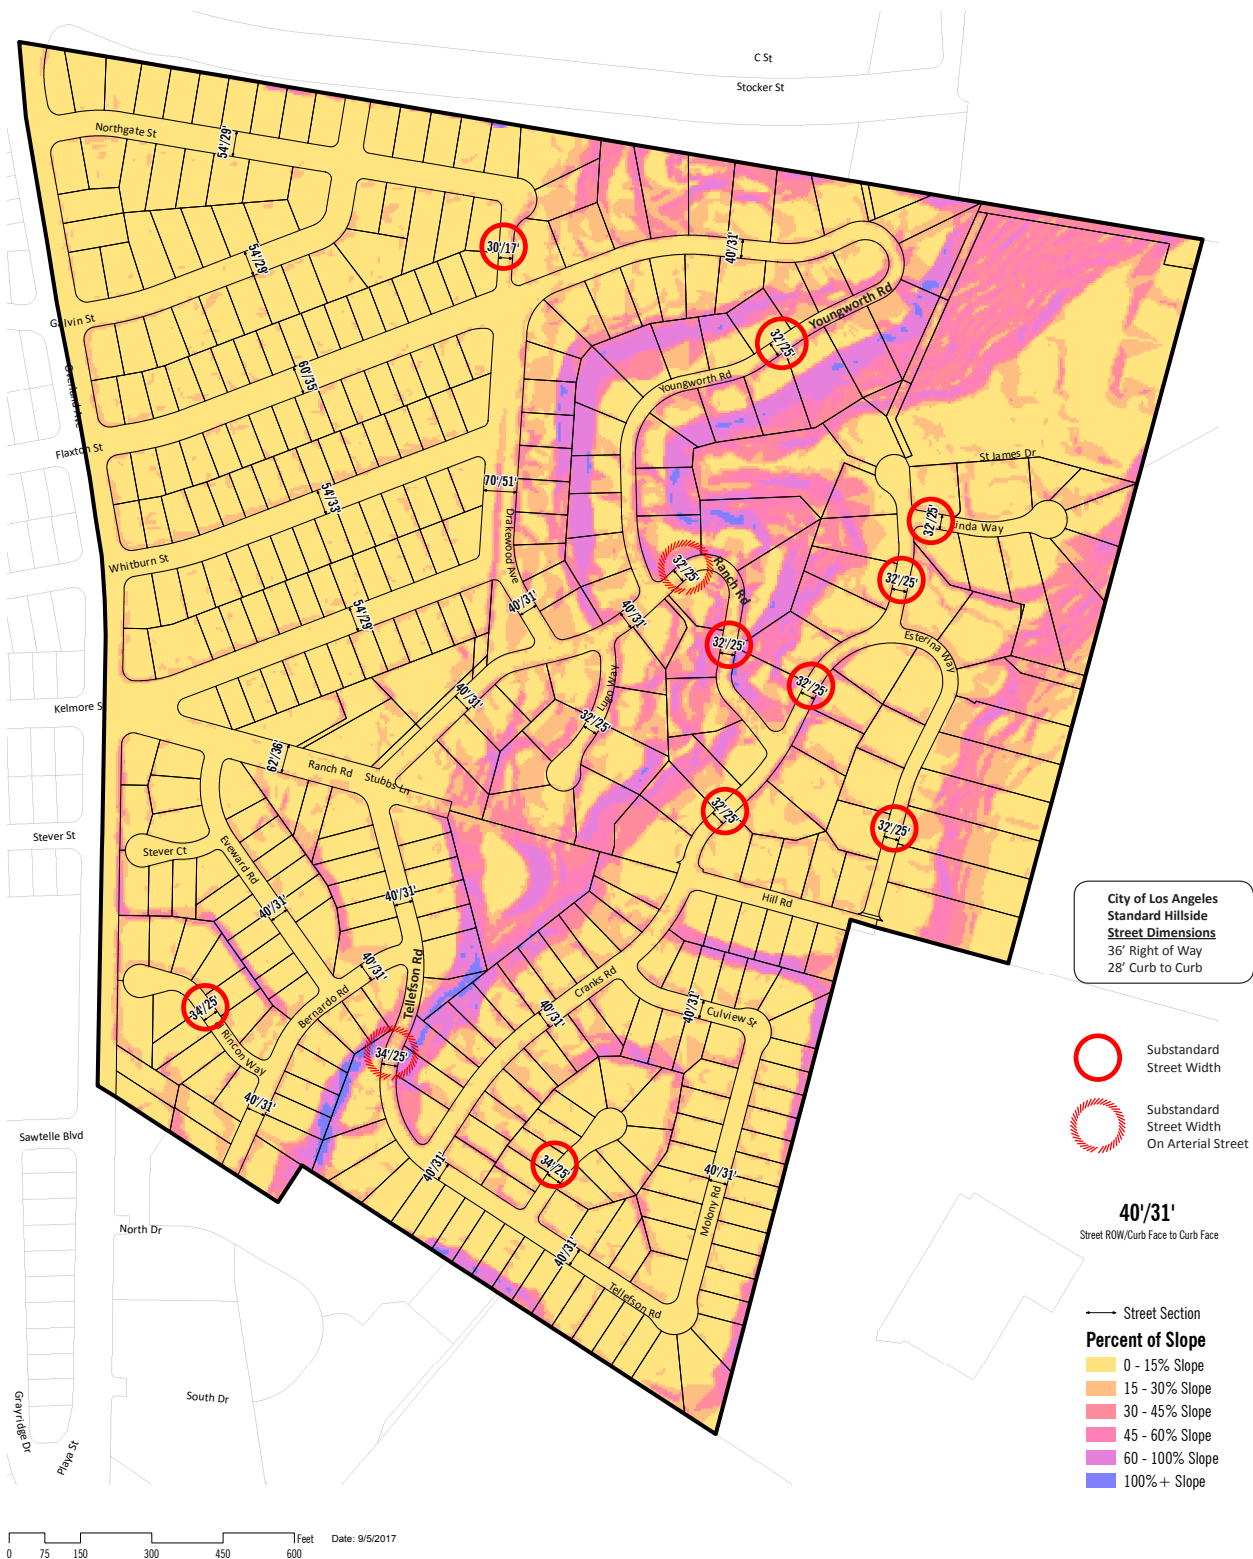 C St
Stocker St
Northgate St
54'/29'
30'/17'
54'/29'
40'/31'
Youngworth Rd
Galvin St
32'/25'
60'/35'
Youngworth Rd
Overland Ave
Flaxton St
St James Dr
70'/51'
54'/33'
32'/25'
Linda Way
Drakewood Ave
Whitburn St
32'/25'
Ranch Rd
32'/25'
40'/31'
40'/31'
54'/29'
32'/25'
Esterina Way
32'/25'
Lugo Way
40'/31'
Kelmore S
32'/25'
62'/36'
Ranch Rd
Stubbs Ln
32'/25'
32'/25'
Stever St
Stever Ct
Eveward Rd
40'/31'
40'/31'
Hill Rd
City of Los Angeles
Standard Hillside
Street Dimensions
36' Right of Way
28' Curb to Curb
40'/31'
Tellefson Rd
Cranks Rd
34'/25'
Bernardo Rd
40'/31'
40'/31'
Culview St
Rincon Way
34'/25'
Substandard
Street Width
40'/31'
Substandard
Street Width
On Arterial Street
Sawtelle Blvd
40'/31'
34'/25'
40'/31'
Molony Rd
North Dr
40'/31'
40'/31'
Street ROW/Curb Face to Curb Face
Tellefson Rd
Street Section
Percent of Slope
0 - 15% Slope
15 - 30% Slope
30 - 45% Slope
45 - 60% Slope
60 - 100% Slope
100%+ Slope
South Dr
Grayridge Dr
Playa St
Feet
Date: 9/5/2017
0 75 150 300 450 600